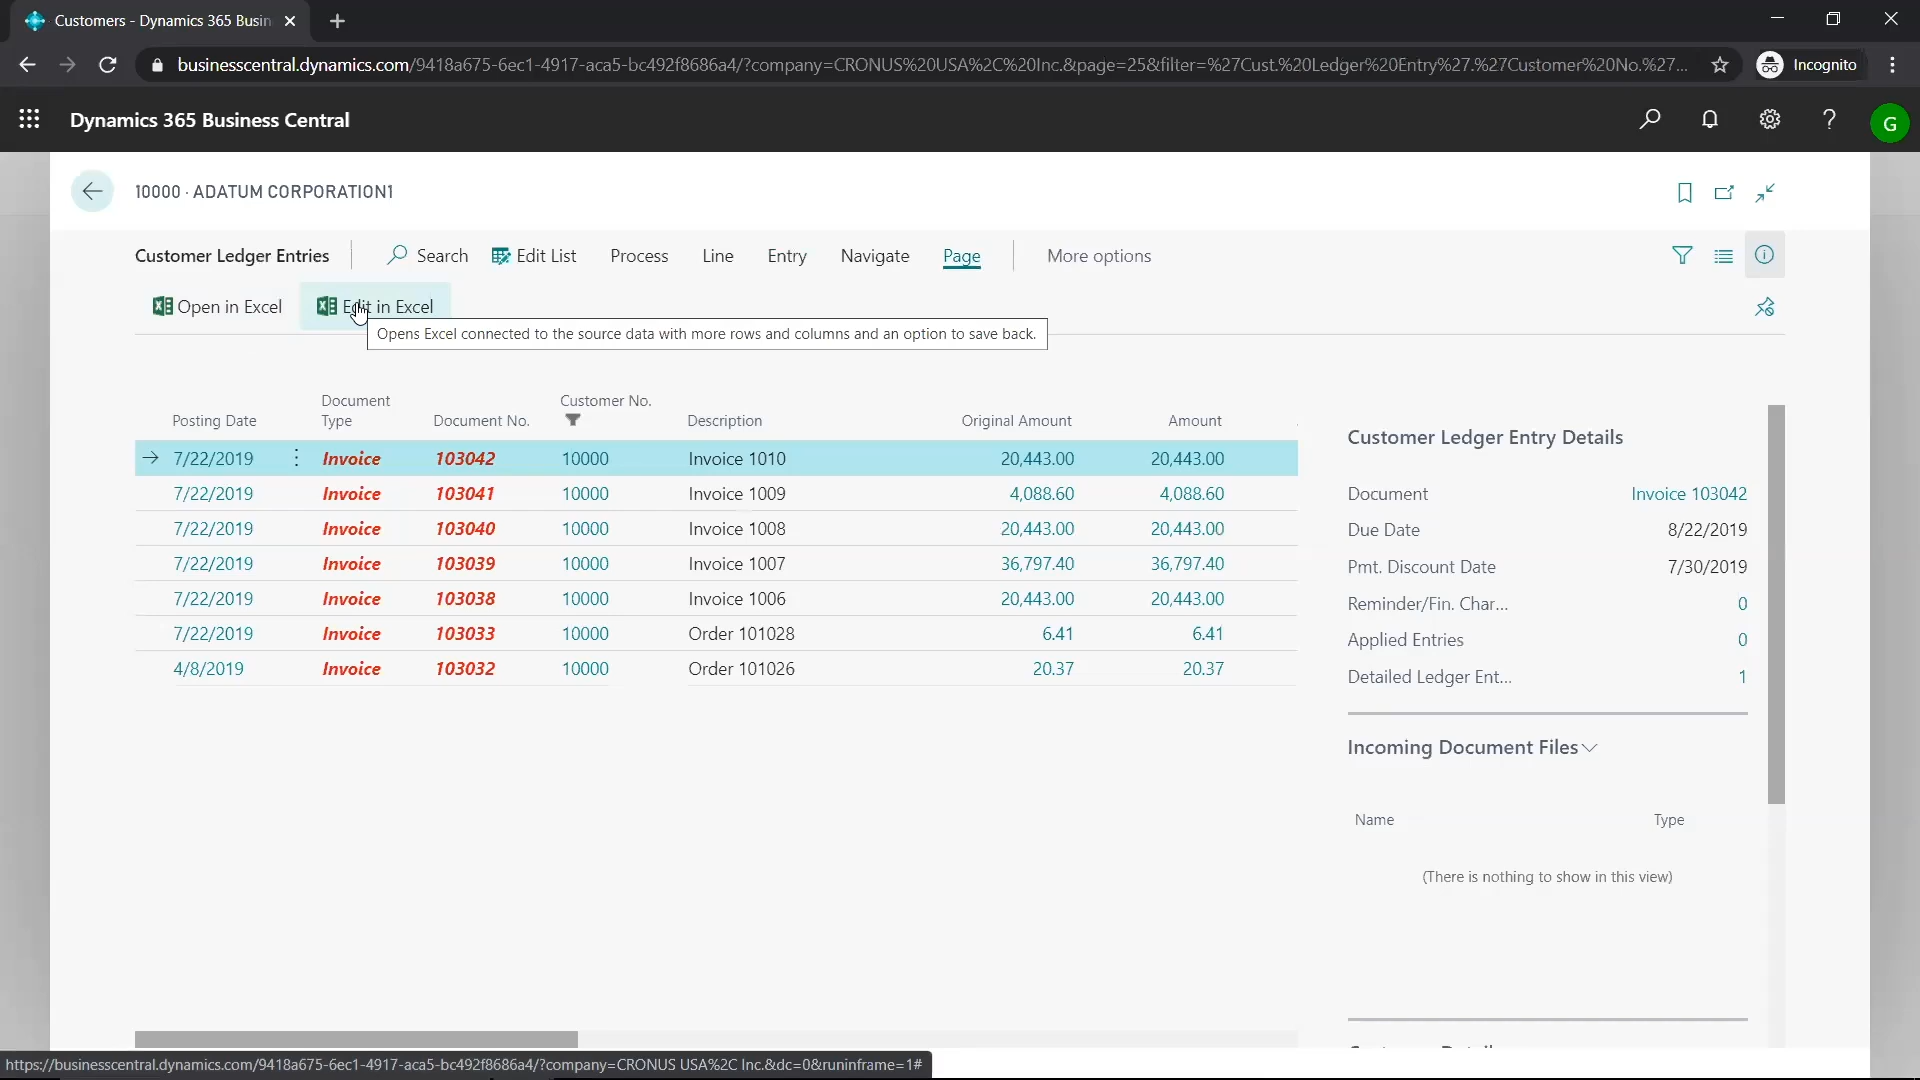 Customers - Dynamics 365 Busin
businesscentral.dynamics.com/9418a675-6ec1-4917-aca5-bc492f8686a4/?company=CRONUS%20USA%2C%20Inc.&page=25&filter=%27Cust.%20Ledger%20Entry%27.%27Customer%20No.%27...
Incognito
Dynamics 365 Business Central
G
10000 · ADATUM CORPORATION1
Customer Ledger Entries
Search
Edit List
Process
Line
Entry
Navigate
Page
More options
Open in Excel
Edit in Excel
Opens Excel connected to the source data with more rows and columns and an option to save back.
Posting Date
Document
Type
Document No.
Customer No.
Description
Original Amount
Amount
7/22/2019 Invoice 103042 10000 Invoice 1010 20,443.00 20,443.00
7/22/2019 Invoice 103041 10000 Invoice 1009 4,088.60 4,088.60
7/22/2019 Invoice 103040 10000 Invoice 1008 20,443.00 20,443.00
7/22/2019 Invoice 103039 10000 Invoice 1007 36,797.40 36,797.40
7/22/2019 Invoice 103038 10000 Invoice 1006 20,443.00 20,443.00
7/22/2019 Invoice 103033 10000 Order 101028 6.41 6.41
4/8/2019 Invoice 103032 10000 Order 101026 20.37 20.37
Customer Ledger Entry Details
Document Invoice 103042
Due Date 8/22/2019
Pmt. Discount Date 7/30/2019
Reminder/Fin. Char... 0
Applied Entries 0
Detailed Ledger Ent... 1
Incoming Document Files
Name Type
(There is nothing to show in this view)
https://businesscentral.dynamics.com/9418a675-6ec1-4917-aca5-bc492f8686a4/?company=CRONUS USA%2C Inc.&dc=0&runinframe=1#